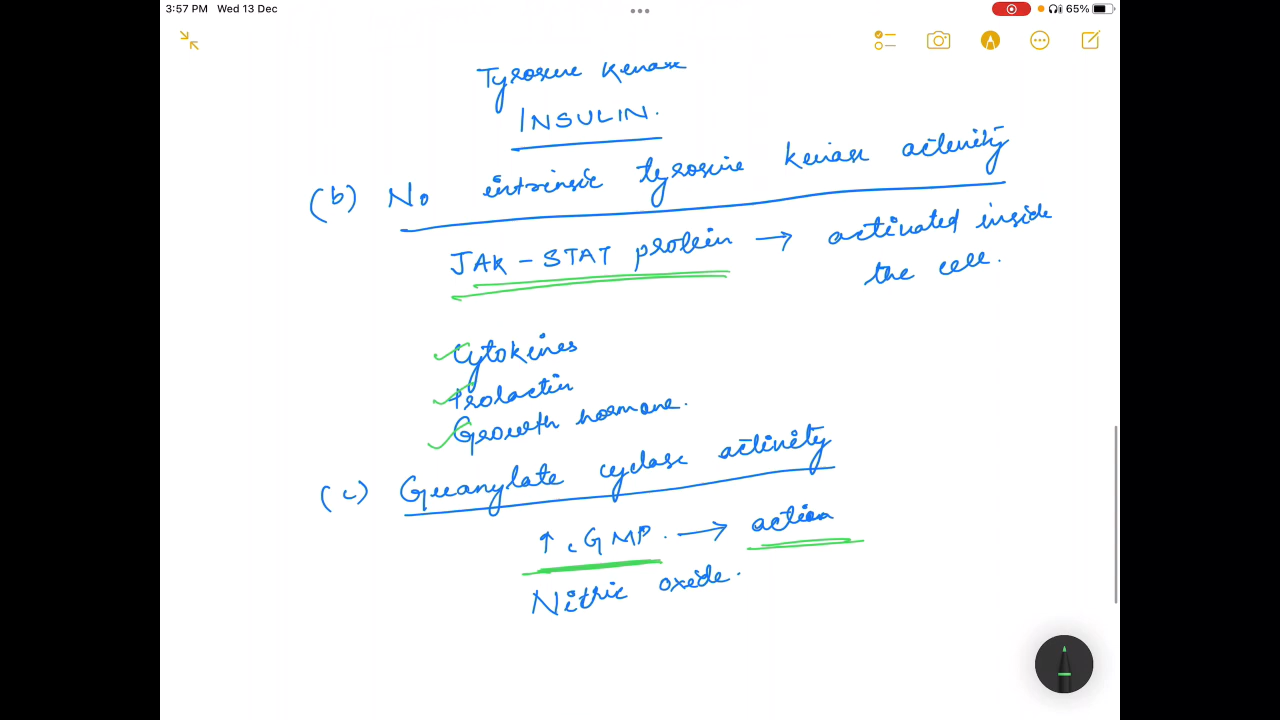 3:57 PM Wed 13 Dec
65%
Tyrosine kinase
INSULIN.
(b) No intrinsic tyrosine kinase activity
JAK - STAT protein → activated inside
the cell.
Cytokines
Prolactin
Growth hormone.
(c) Guanylate cyclase activity
↑ cGMP. → action
Nitric oxide.